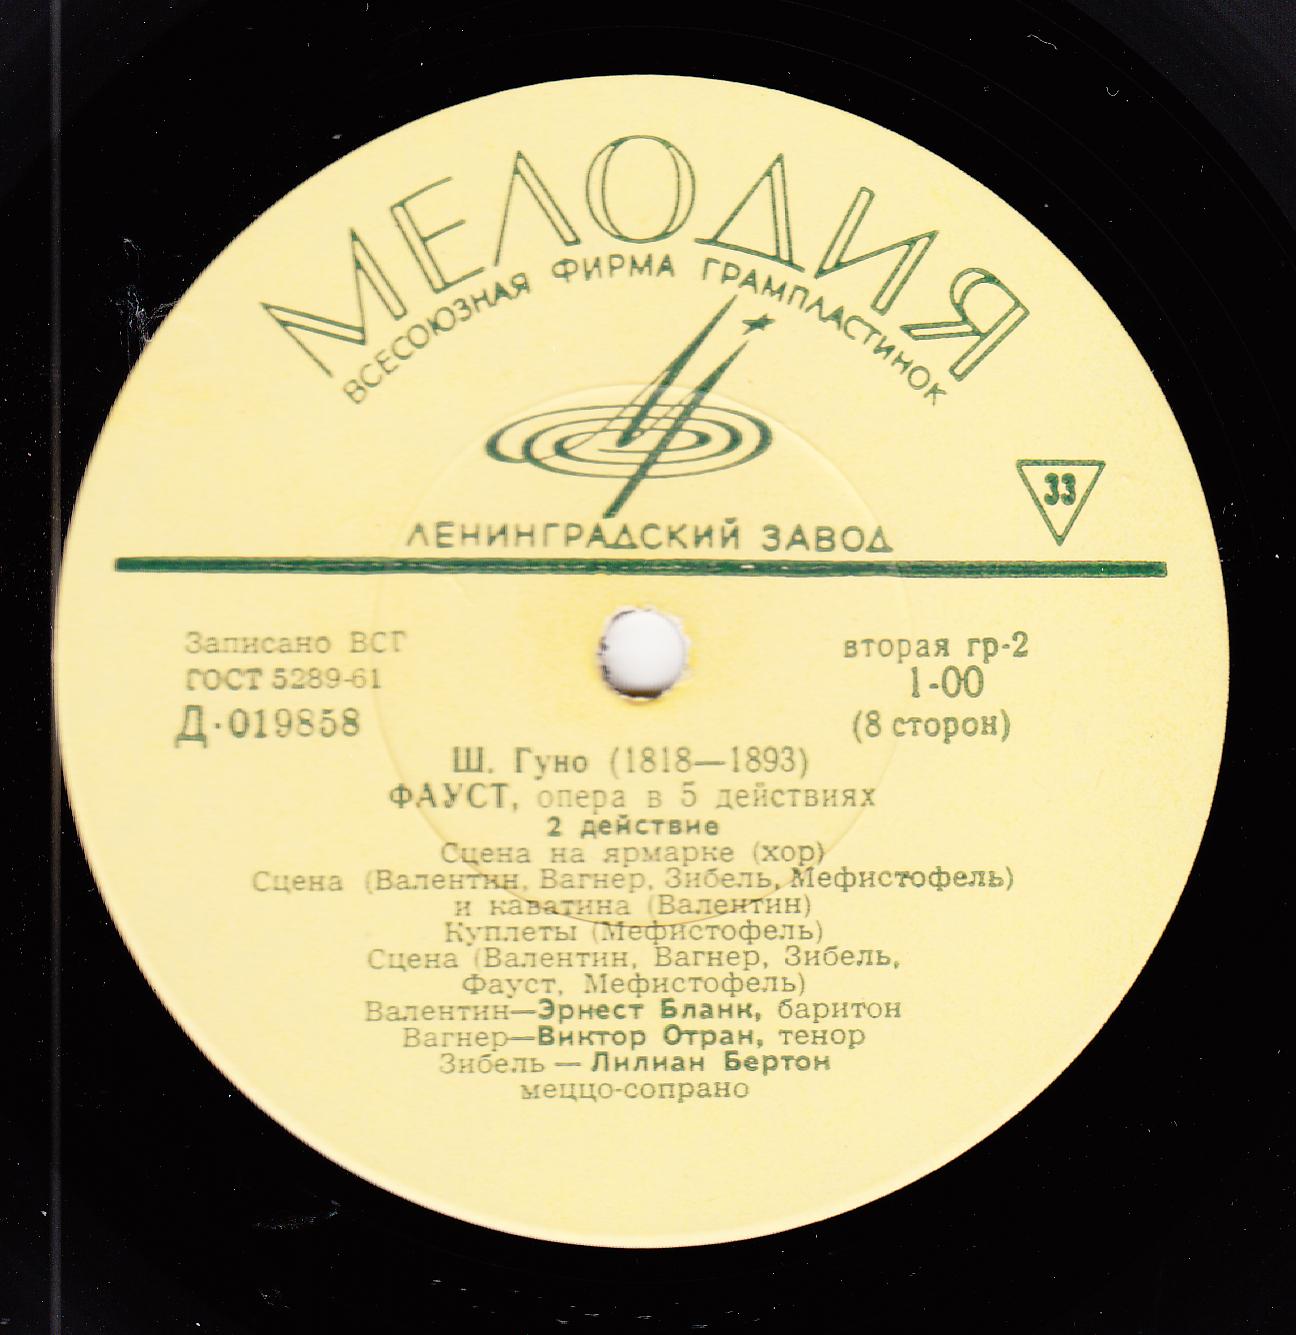 МЕЛОДИЯ
ВСЕСОЮЗНАЯ ФИРМА ГРАМПЛАСТИНОК
33
ЛЕНИНГРАДСКИЙ ЗАВОД
Записано ВСГ
ГОСТ 5289-61
Д·019858
вторая гр-2
1-00
(8 сторон)
Ш. Гуно (1818—1893)
ФАУСТ, опера в 5 действиях
2 действие
Сцена на ярмарке (хор)
Сцена (Валентин, Вагнер, Зибель, Мефистофель)
и каватина (Валентин)
Куплеты (Мефистофель)
Сцена (Валентин, Вагнер, Зибель,
Фауст, Мефистофель)
Валентин—Эрнест Бланк, баритон
Вагнер—Виктор Отран, тенор
Зибель — Лилиан Бертон
меццо-сопрано